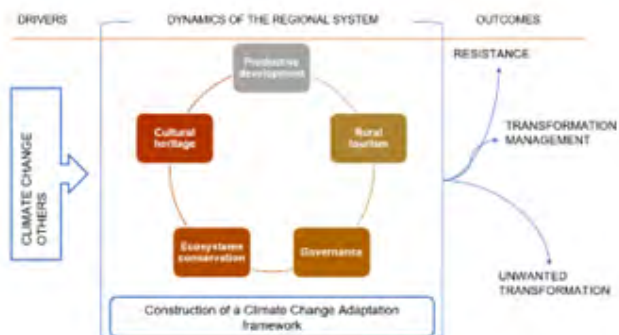 DRIVERS
DYNAMICS OF THE REGIONAL SYSTEM
OUTCOMES
CLIMATE CHANGE
OTHERS
Productive
development
Cultural
heritage
Rural
tourism
Ecosystems
conservation
Governance
Construction of a Climate Change Adaptation
framework
RESISTANCE
TRANSFORMATION
MANAGEMENT
UNWANTED
TRANSFORMATION